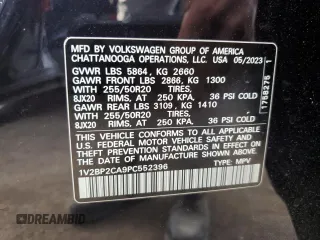 MFD. BY VOLKSWAGEN GROUP OF AMERICA
CHATTANOOGA OPERATIONS, LLC. USA 05/2023
GVWR LBS 5864, KG 2660
GAWR FRONT LBS 2866, KG 1300
WITH 255/50R20 TIRES,
8JX20 RIMS, AT 250 KPA, 36 PSI COLD
GAWR REAR LBS 3109, KG 1410
WITH 255/50R20 TIRES,
8JX20 RIMS, AT 250 KPA, 36 PSI COLD
THIS VEHICLE CONFORMS TO ALL APPLICABLE
FEDERAL MOTOR VEHICLE SAFETY
STANDARDS IN EFFECT ON THE DATE OF
MANUFACTURE SHOWN ABOVE.
1V2BP2CA9PC552396 TYPE: MPV
1756275
DREAMBID